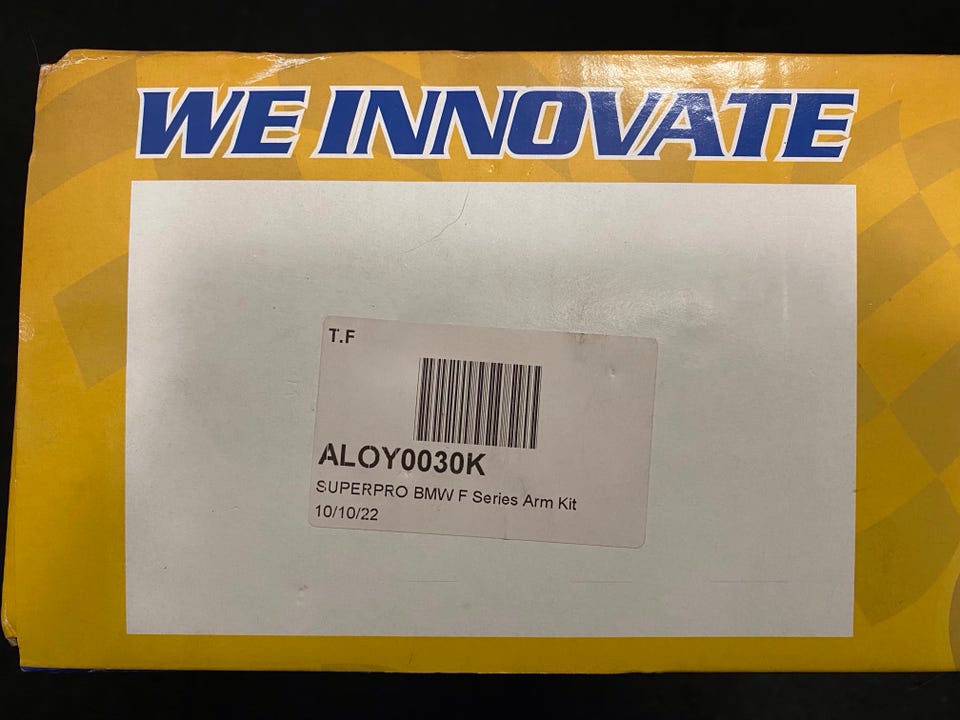 WE INNOVATE
T.F
ALOY0030K
SUPERPRO BMW F Series Arm Kit
10/10/22